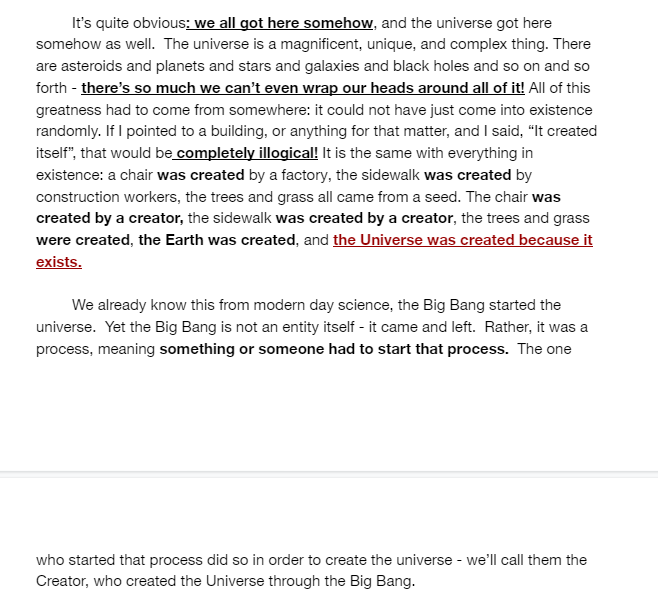 It’s quite obvious: we all got here somehow, and the universe got here
somehow as well.  The universe is a magnificent, unique, and complex thing. There
are asteroids and planets and stars and galaxies and black holes and so on and so
forth - there’s so much we can’t even wrap our heads around all of it! All of this
greatness had to come from somewhere: it could not have just come into existence
randomly. If I pointed to a building, or anything for that matter, and I said, “It created
itself”, that would be completely illogical! It is the same with everything in
existence: a chair was created by a factory, the sidewalk was created by
construction workers, the trees and grass all came from a seed. The chair was
created by a creator, the sidewalk was created by a creator, the trees and grass
were created, the Earth was created, and the Universe was created because it
exists.
We already know this from modern day science, the Big Bang started the
universe.  Yet the Big Bang is not an entity itself - it came and left.  Rather, it was a
process, meaning something or someone had to start that process.  The one
who started that process did so in order to create the universe - we’ll call them the
Creator, who created the Universe through the Big Bang.